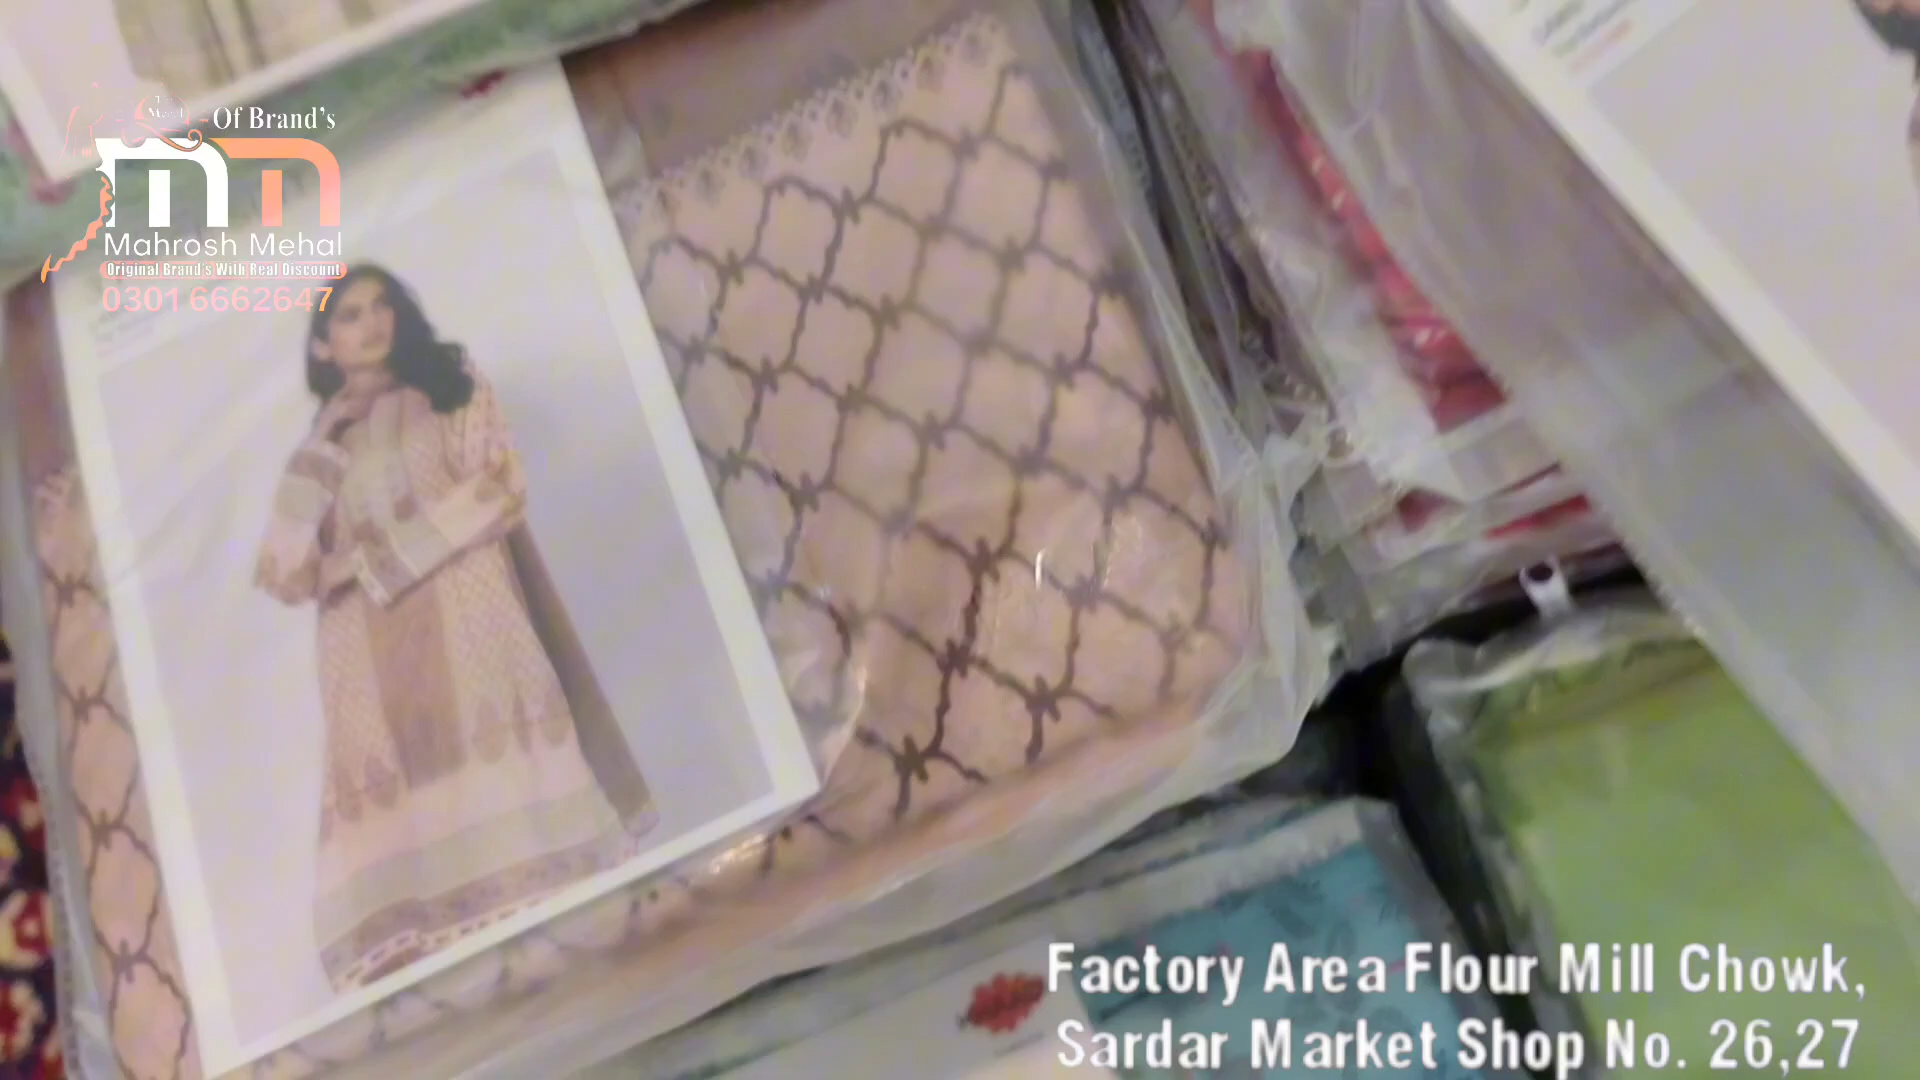 Of Brand's
Mahrosh Mehal
Original Brand's With Real Discount
0301 6662647
Factory Area Flour Mill Chowk,
Sardar Market Shop No. 26,27